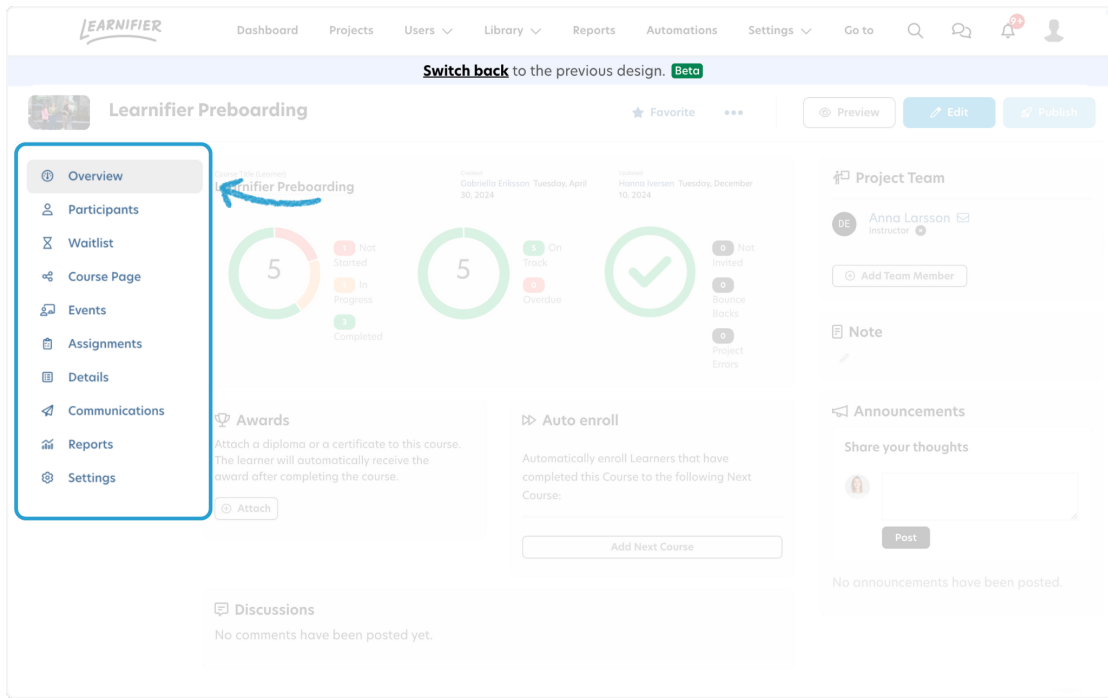 LEARNIFIER
Dashboard Projects Users Library Reports Automations Settings Go to 9+
Switch back to the previous design. Beta
Learnifier Preboarding
Favorite
Preview
Edit
Publish
Overview
Participants
Waitlist
Course Page
Events
Assignments
Details
Communications
Reports
Settings
Learnifier Preboarding
Gabriella Eriksson Tuesday, April
30, 2024
Hanna Iversen Tuesday, December
10, 2024
5
1 Not
Started
1 In
Progress
3
Completed
5
5 On
Track
0
Overdue
0 Not
Invited
0
Bounce
Backs
0
Project
Errors
Awards
Attach a diploma or a certificate to this course.
The learner will automatically receive the
award after completing the course.
Attach
Auto enroll
Automatically enroll Learners that have
completed this Course to the following Next
Course:
Add Next Course
Discussions
No comments have been posted yet.
Project Team
DE
Anna Larsson
Instructor
Add Team Member
Note
Announcements
Share your thoughts
Post
No announcements have been posted.